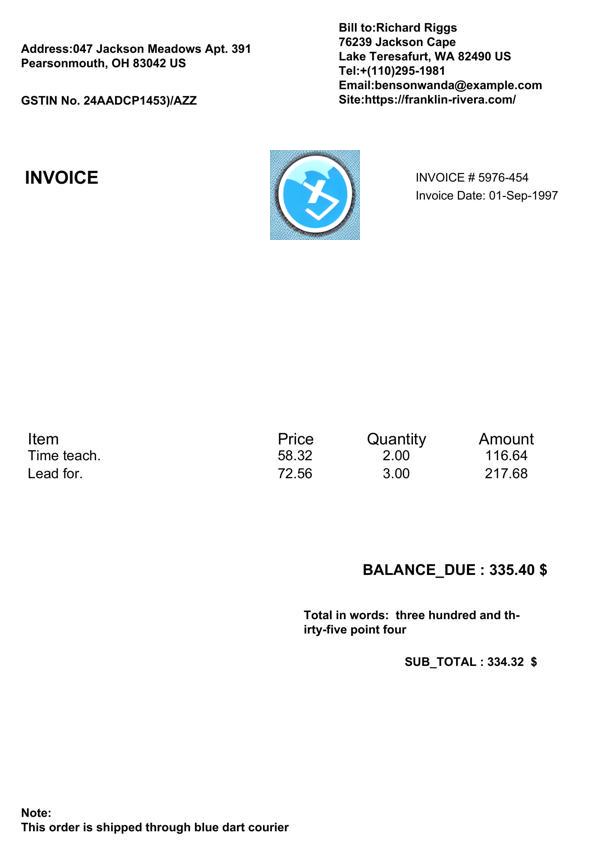 Address:047 Jackson Meadows Apt. 391
Pearsonmouth, OH 83042 US
GSTIN No. 24AADCP1453)/AZZ
Bill to:Richard Riggs
76239 Jackson Cape
Lake Teresafurt, WA 82490 US
Tel:+(110)295-1981
Email:bensonwanda@example.com
Site:https://franklin-rivera.com/
INVOICE
INVOICE # 5976-454
Invoice Date: 01-Sep-1997
Item Price Quantity Amount
Time teach. 58.32 2.00 116.64
Lead for. 72.56 3.00 217.68
BALANCE_DUE : 335.40 $
Total in words:  three hundred and th-
irty-five point four
SUB_TOTAL : 334.32  $
Note:
This order is shipped through blue dart courier